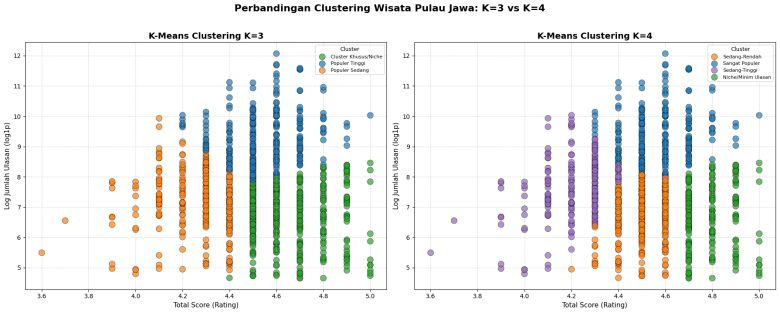 Perbandingan Clustering Wisata Pulau Jawa: K=3 vs K=4
K-Means Clustering K=3
Cluster
Cluster Khusus/Niche
Populer Tinggi
Populer Sedang
Log Jumlah Ulasan (log1p)
12
11
10
9
8
7
6
5
3.6
3.8
4.0
4.2
4.4
4.6
4.8
5.0
Total Score (Rating)
K-Means Clustering K=4
Cluster
Sedang-Rendah
Sangat Populer
Sedang-Tinggi
Niche/Minim Ulasan
Log Jumlah Ulasan (log1p)
12
11
10
9
8
7
6
5
3.6
3.8
4.0
4.2
4.4
4.6
4.8
5.0
Total Score (Rating)